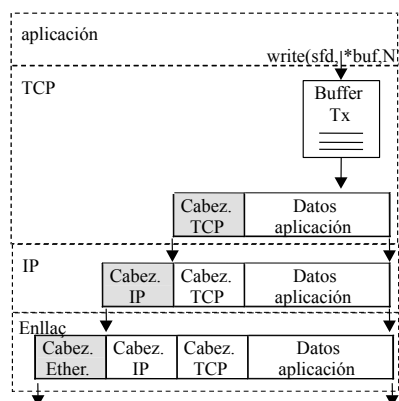 aplicación
write(sfd, *buf,N
TCP
Buffer
Tx
Cabez. Datos
TCP aplicación
IP
Cabez. Cabez. Datos
IP TCP aplicación
Enllaç
Cabez. Cabez. Cabez. Datos
Ether. IP TCP aplicación